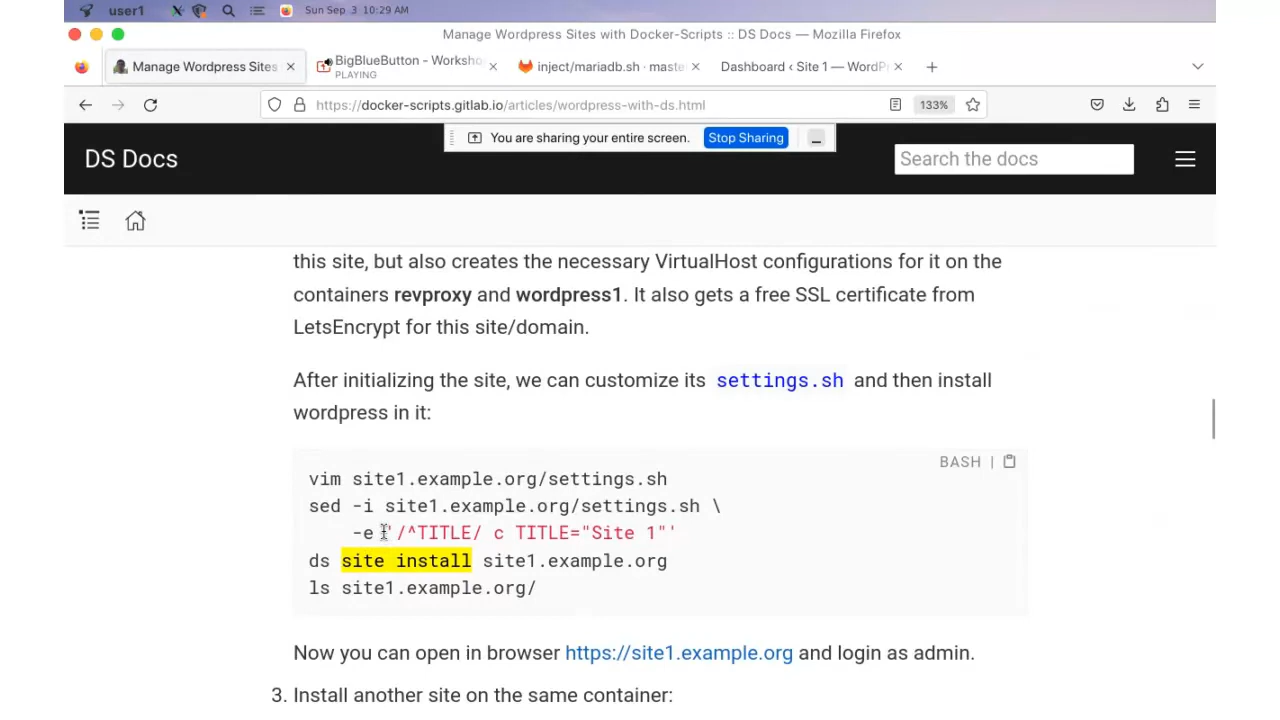 user1 Sun Sep 3 10:29 AM
Manage Wordpress Sites with Docker-Scripts :: DS Docs — Mozilla Firefox
Manage Wordpress Sites
BigBlueButton - Worksho
PLAYING
inject/mariadb.sh · maste
Dashboard ‹ Site 1 — WordPr
https://docker-scripts.gitlab.io/articles/wordpress-with-ds.html
133%
You are sharing your entire screen.
Stop Sharing
DS Docs
Search the docs
this site, but also creates the necessary VirtualHost configurations for it on the
containers revproxy and wordpress1. It also gets a free SSL certificate from
LetsEncrypt for this site/domain.
After initializing the site, we can customize its settings.sh and then install
wordpress in it:
BASH |
vim site1.example.org/settings.sh
sed -i site1.example.org/settings.sh \
-e '/^TITLE/ c TITLE="Site 1"'
ds site install site1.example.org
ls site1.example.org/
Now you can open in browser https://site1.example.org and login as admin.
3. Install another site on the same container: